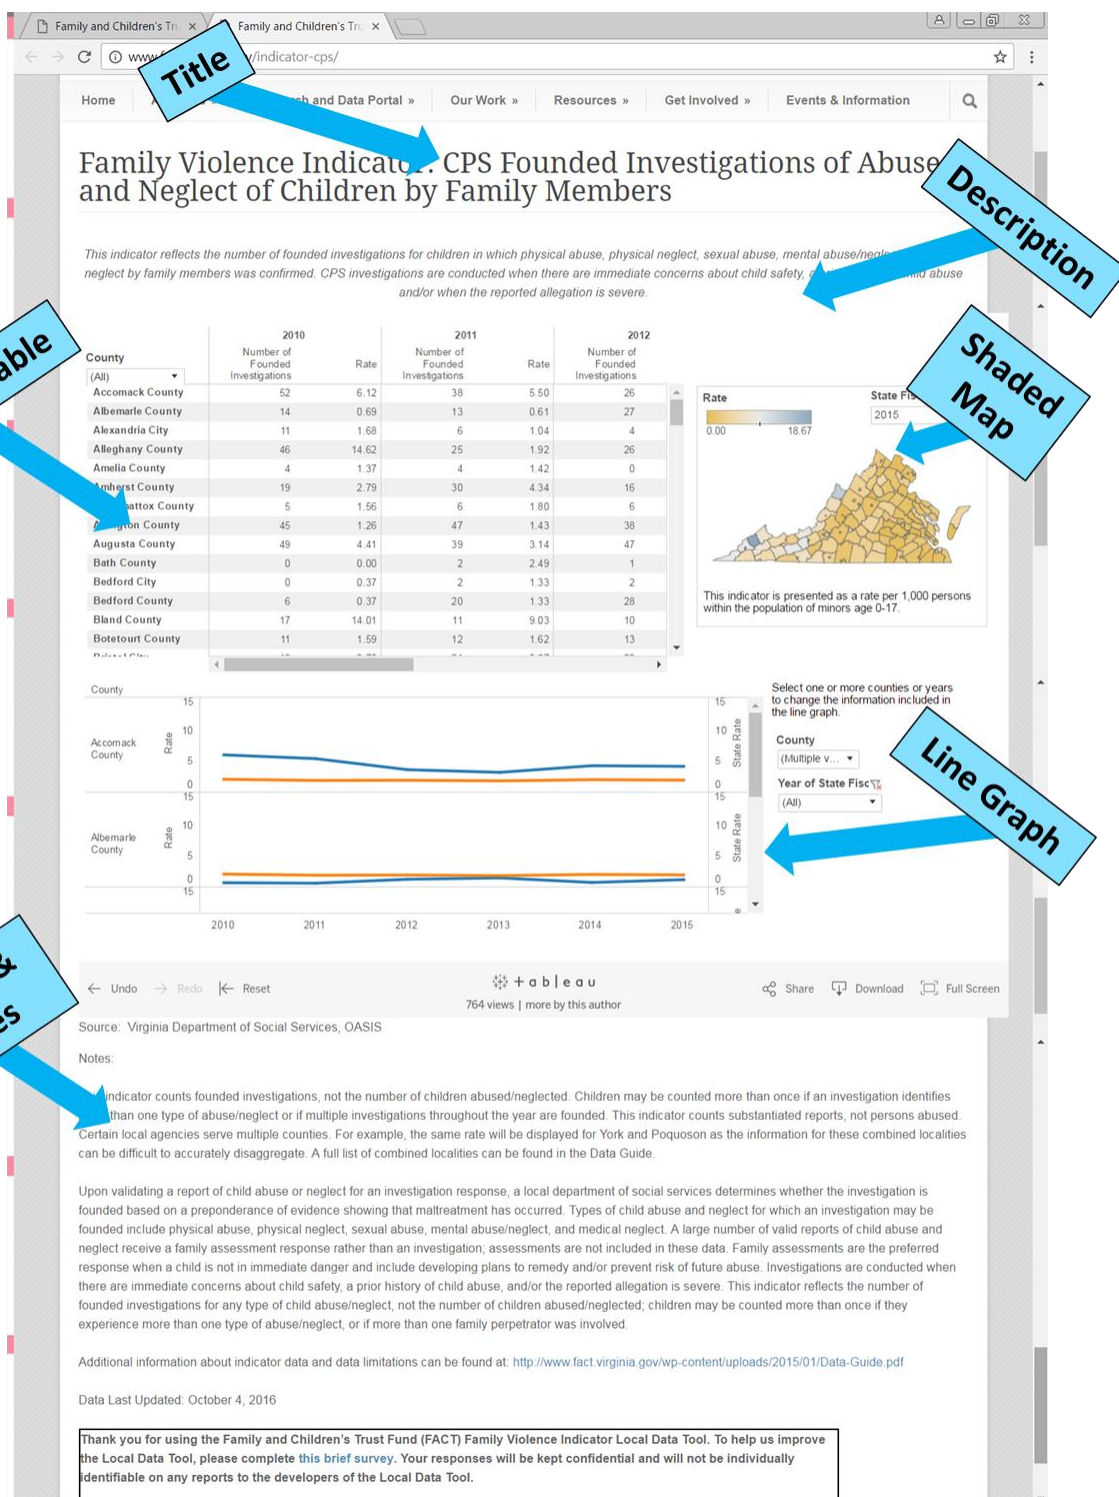 Family and Children's Tru
Family and Children's Tru
www /indicator-cps/
Title
Home and Data Portal » Our Work » Resources » Get Involved » Events & Information
Family Violence Indicator: CPS Founded Investigations of Abuse
and Neglect of Children by Family Members
Description
This indicator reflects the number of founded investigations for children in which physical abuse, physical neglect, sexual abuse, mental abuse/neglect
neglect by family members was confirmed. CPS investigations are conducted when there are immediate concerns about child safety, abuse
and/or when the reported allegation is severe.
2010 2011 2012
County Number of Founded Investigations Rate Number of Founded Investigations Rate Number of Founded Investigations
(All)
Accomack County 52 6.12 38 5.50 26
Albemarle County 14 0.69 13 0.61 27
Alexandria City 11 1.68 6 1.04 4
Alleghany County 46 14.62 25 1.92 26
Amelia County 4 1.37 4 1.42 0
Amherst County 19 2.79 30 4.34 16
attox County 5 1.56 6 1.80 6
Arlington County 45 1.26 47 1.43 38
Augusta County 49 4.41 39 3.14 47
Bath County 0 0.00 2 2.49 1
Bedford City 0 0.37 2 1.33 2
Bedford County 6 0.37 20 1.33 28
Bland County 17 14.01 11 9.03 10
Botetourt County 11 1.59 12 1.62 13
Shaded
Map
Rate State Fis
2015
0.00 18.67
This indicator is presented as a rate per 1,000 persons
within the population of minors age 0-17.
County
15 15
10 10
Accomack
County
Rate State Rate
5 5
0 0
15 15
10 10
Albemarle
County
Rate State Rate
5 5
0 0
15 15
2010 2011 2012 2013 2014 2015
Select one or more counties or years
to change the information included in
the line graph.
County
(Multiple v...
Year of State Fisc
(All)
Line Graph
&
Undo Redo Reset
+ableau
764 views | more by this author
Share Download Full Screen
Source: Virginia Department of Social Services, OASIS
Notes:
indicator counts founded investigations, not the number of children abused/neglected. Children may be counted more than once if an investigation identifies
than one type of abuse/neglect or if multiple investigations throughout the year are founded. This indicator counts substantiated reports, not persons abused.
Certain local agencies serve multiple counties. For example, the same rate will be displayed for York and Poquoson as the information for these combined localities
can be difficult to accurately disaggregate. A full list of combined localities can be found in the Data Guide.
Upon validating a report of child abuse or neglect for an investigation response, a local department of social services determines whether the investigation is
founded based on a preponderance of evidence showing that maltreatment has occurred. Types of child abuse and neglect for which an investigation may be
founded include physical abuse, physical neglect, sexual abuse, mental abuse/neglect, and medical neglect. A large number of valid reports of child abuse and
neglect receive a family assessment response rather than an investigation; assessments are not included in these data. Family assessments are the preferred
response when a child is not in immediate danger and include developing plans to remedy and/or prevent risk of future abuse. Investigations are conducted when
there are immediate concerns about child safety, a prior history of child abuse, and/or the reported allegation is severe. This indicator reflects the number of
founded investigations for any type of child abuse/neglect, not the number of children abused/neglected; children may be counted more than once if they
experience more than one type of abuse/neglect, or if more than one family perpetrator was involved.
Additional information about indicator data and data limitations can be found at: http://www.fact.virginia.gov/wp-content/uploads/2015/01/Data-Guide.pdf
Data Last Updated: October 4, 2016
Thank you for using the Family and Children's Trust Fund (FACT) Family Violence Indicator Local Data Tool. To help us improve
the Local Data Tool, please complete this brief survey. Your responses will be kept confidential and will not be individually
identifiable on any reports to the developers of the Local Data Tool.